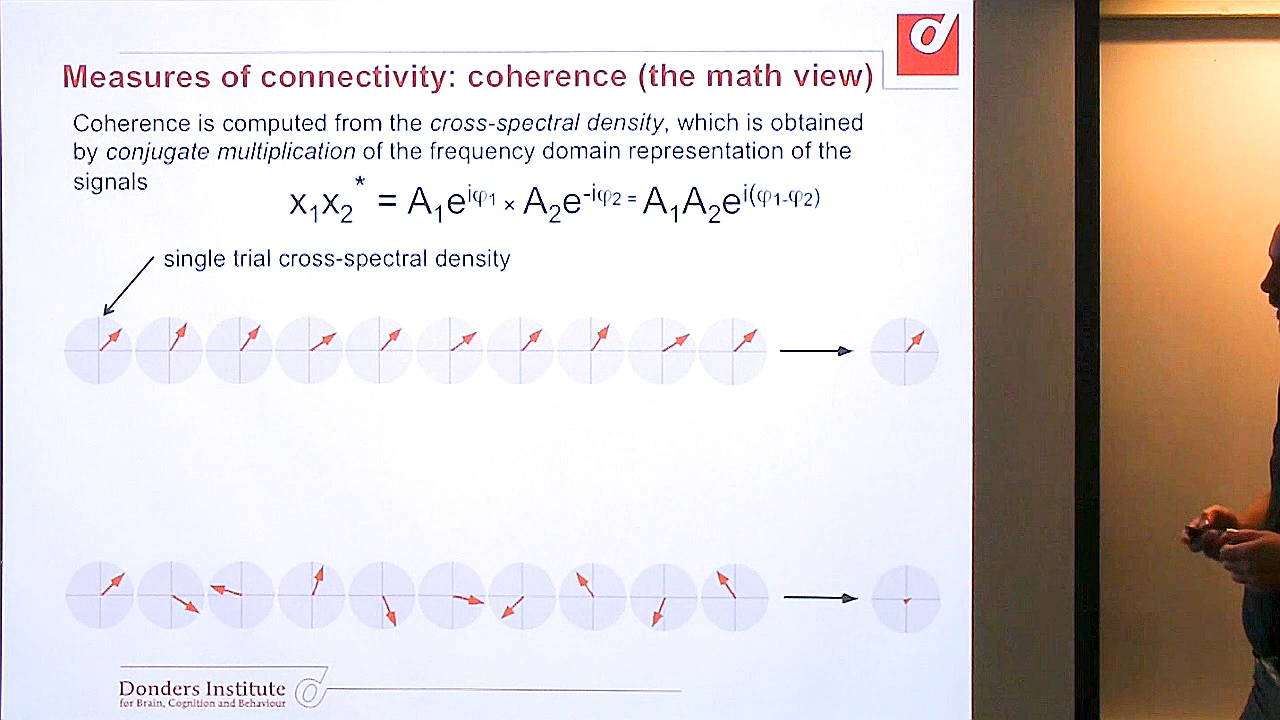 Measures of connectivity: coherence (the math view)
Coherence is computed from the cross-spectral density, which is obtained
by conjugate multiplication of the frequency domain representation of the
signals
x₁x₂* = A₁e^iφ1 × A₂e^-iφ2 = A₁A₂e^i(φ1-φ2)
single trial cross-spectral density
Donders Institute
for Brain, Cognition and Behaviour